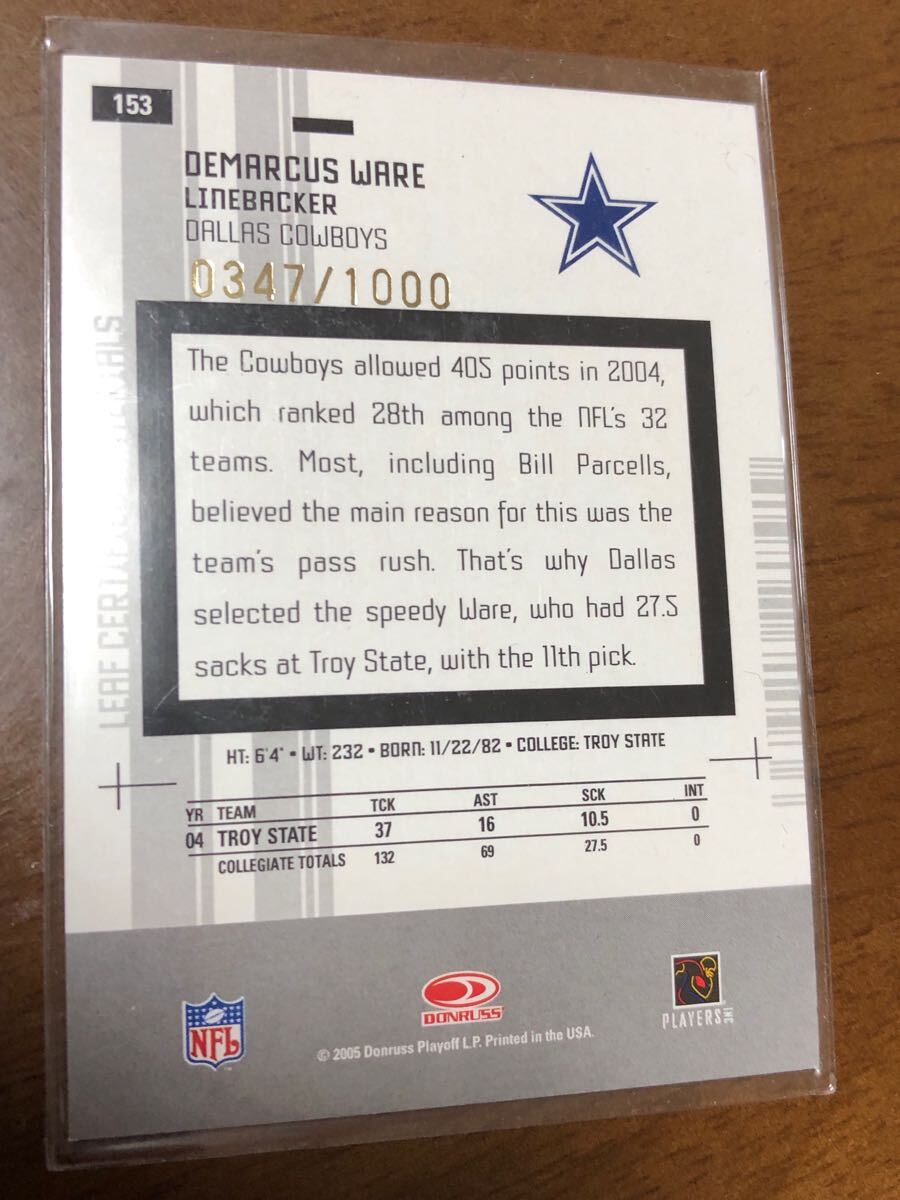 153
DEMARCUS WARE
LINEBACKER
DALLAS COWBOYS
0347/1000
The Cowboys allowed 405 points in 2004,
which ranked 28th among the NFL's 32
teams. Most, including Bill Parcells,
believed the main reason for this was the
team's pass rush. That's why Dallas
selected the speedy Ware, who had 27.5
sacks at Troy State, with the 11th pick.
LEAF
HT: 6'4" • WT: 232 • BORN: 11/22/82 • COLLEGE: TROY STATE
YR TEAM TCK AST SCK INT
04 TROY STATE 37 16 10.5 0
COLLEGIATE TOTALS 132 69 27.5 0
NFL
DONRUSS
PLAYERS INC
© 2005 Donruss Playoff L.P. Printed in the USA.